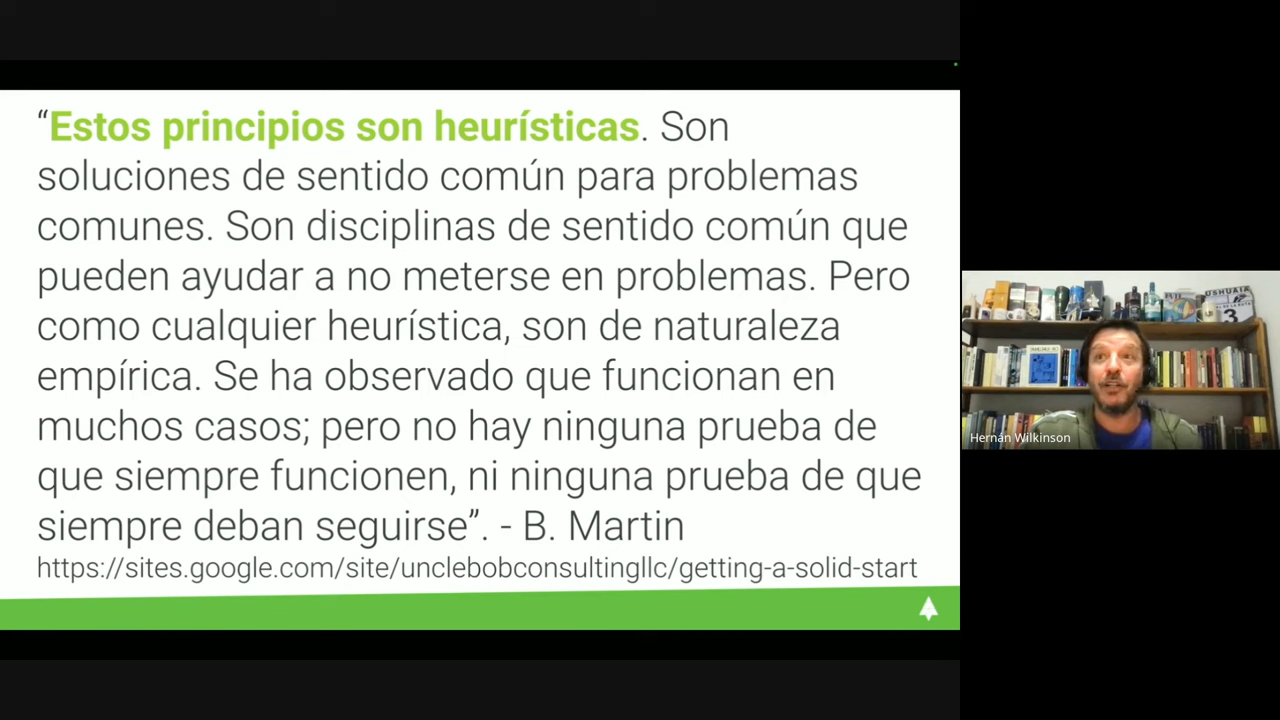 “Estos principios son heurísticas. Son
soluciones de sentido común para problemas
comunes. Son disciplinas de sentido común que
pueden ayudar a no meterse en problemas. Pero
como cualquier heurística, son de naturaleza
empírica. Se ha observado que funcionan en
muchos casos; pero no hay ninguna prueba de
que siempre funcionen, ni ninguna prueba de que
siempre deban seguirse”. - B. Martin
https://sites.google.com/site/unclebobconsultingllc/getting-a-solid-start
USHUAIA
3
Hernán Wilkinson